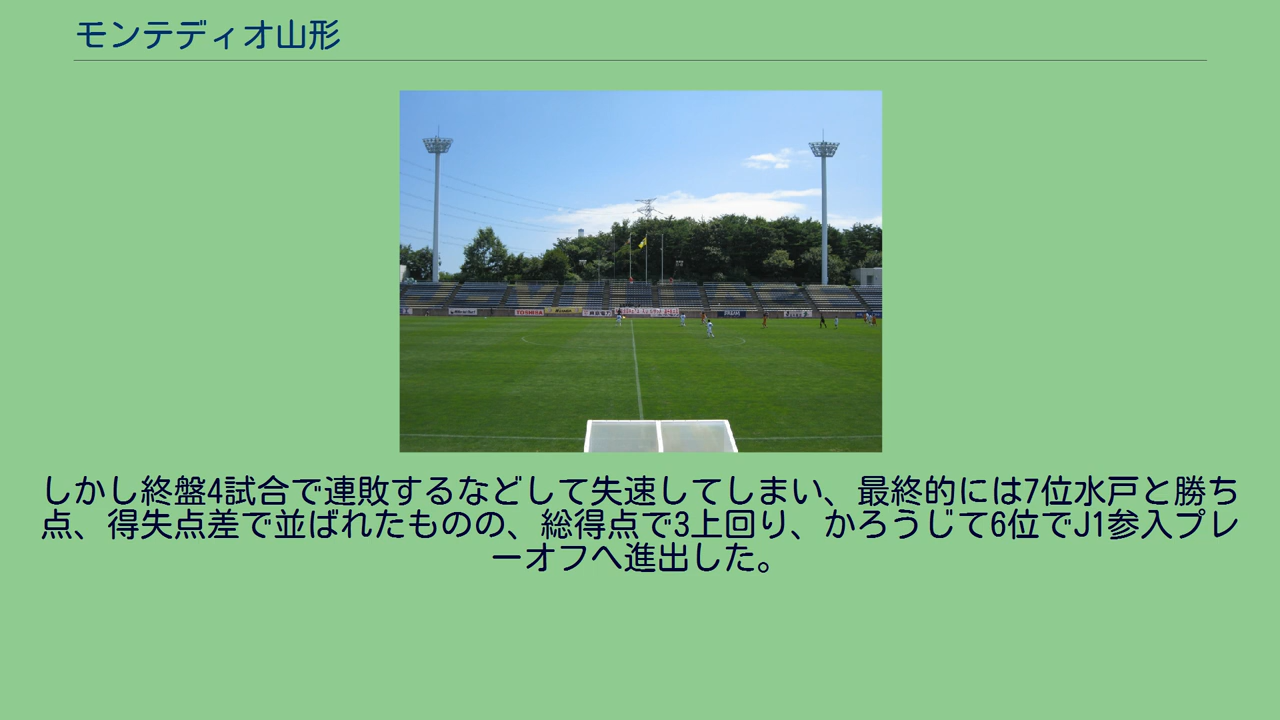 モンテディオ山形
TOSHIBA
しかし終盤4試合で連敗するなどして失速してしまい、最終的には7位水戸と勝ち
点、得失点差で並ばれたものの、総得点で3上回り、かろうじて6位でJ1参入プレ
ーオフへ進出した。